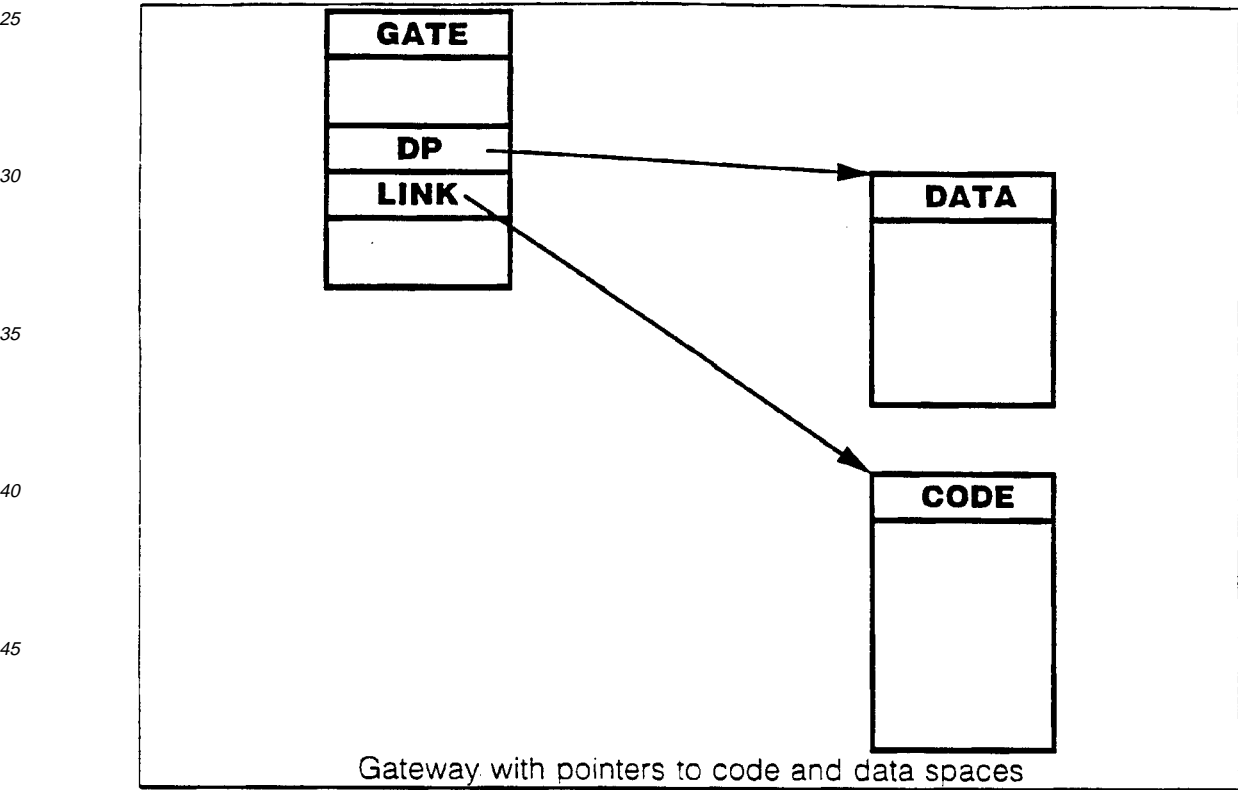 25
GATE
DP
30
LINK
DATA
35
40
CODE
45
Gateway with pointers to code and data spaces